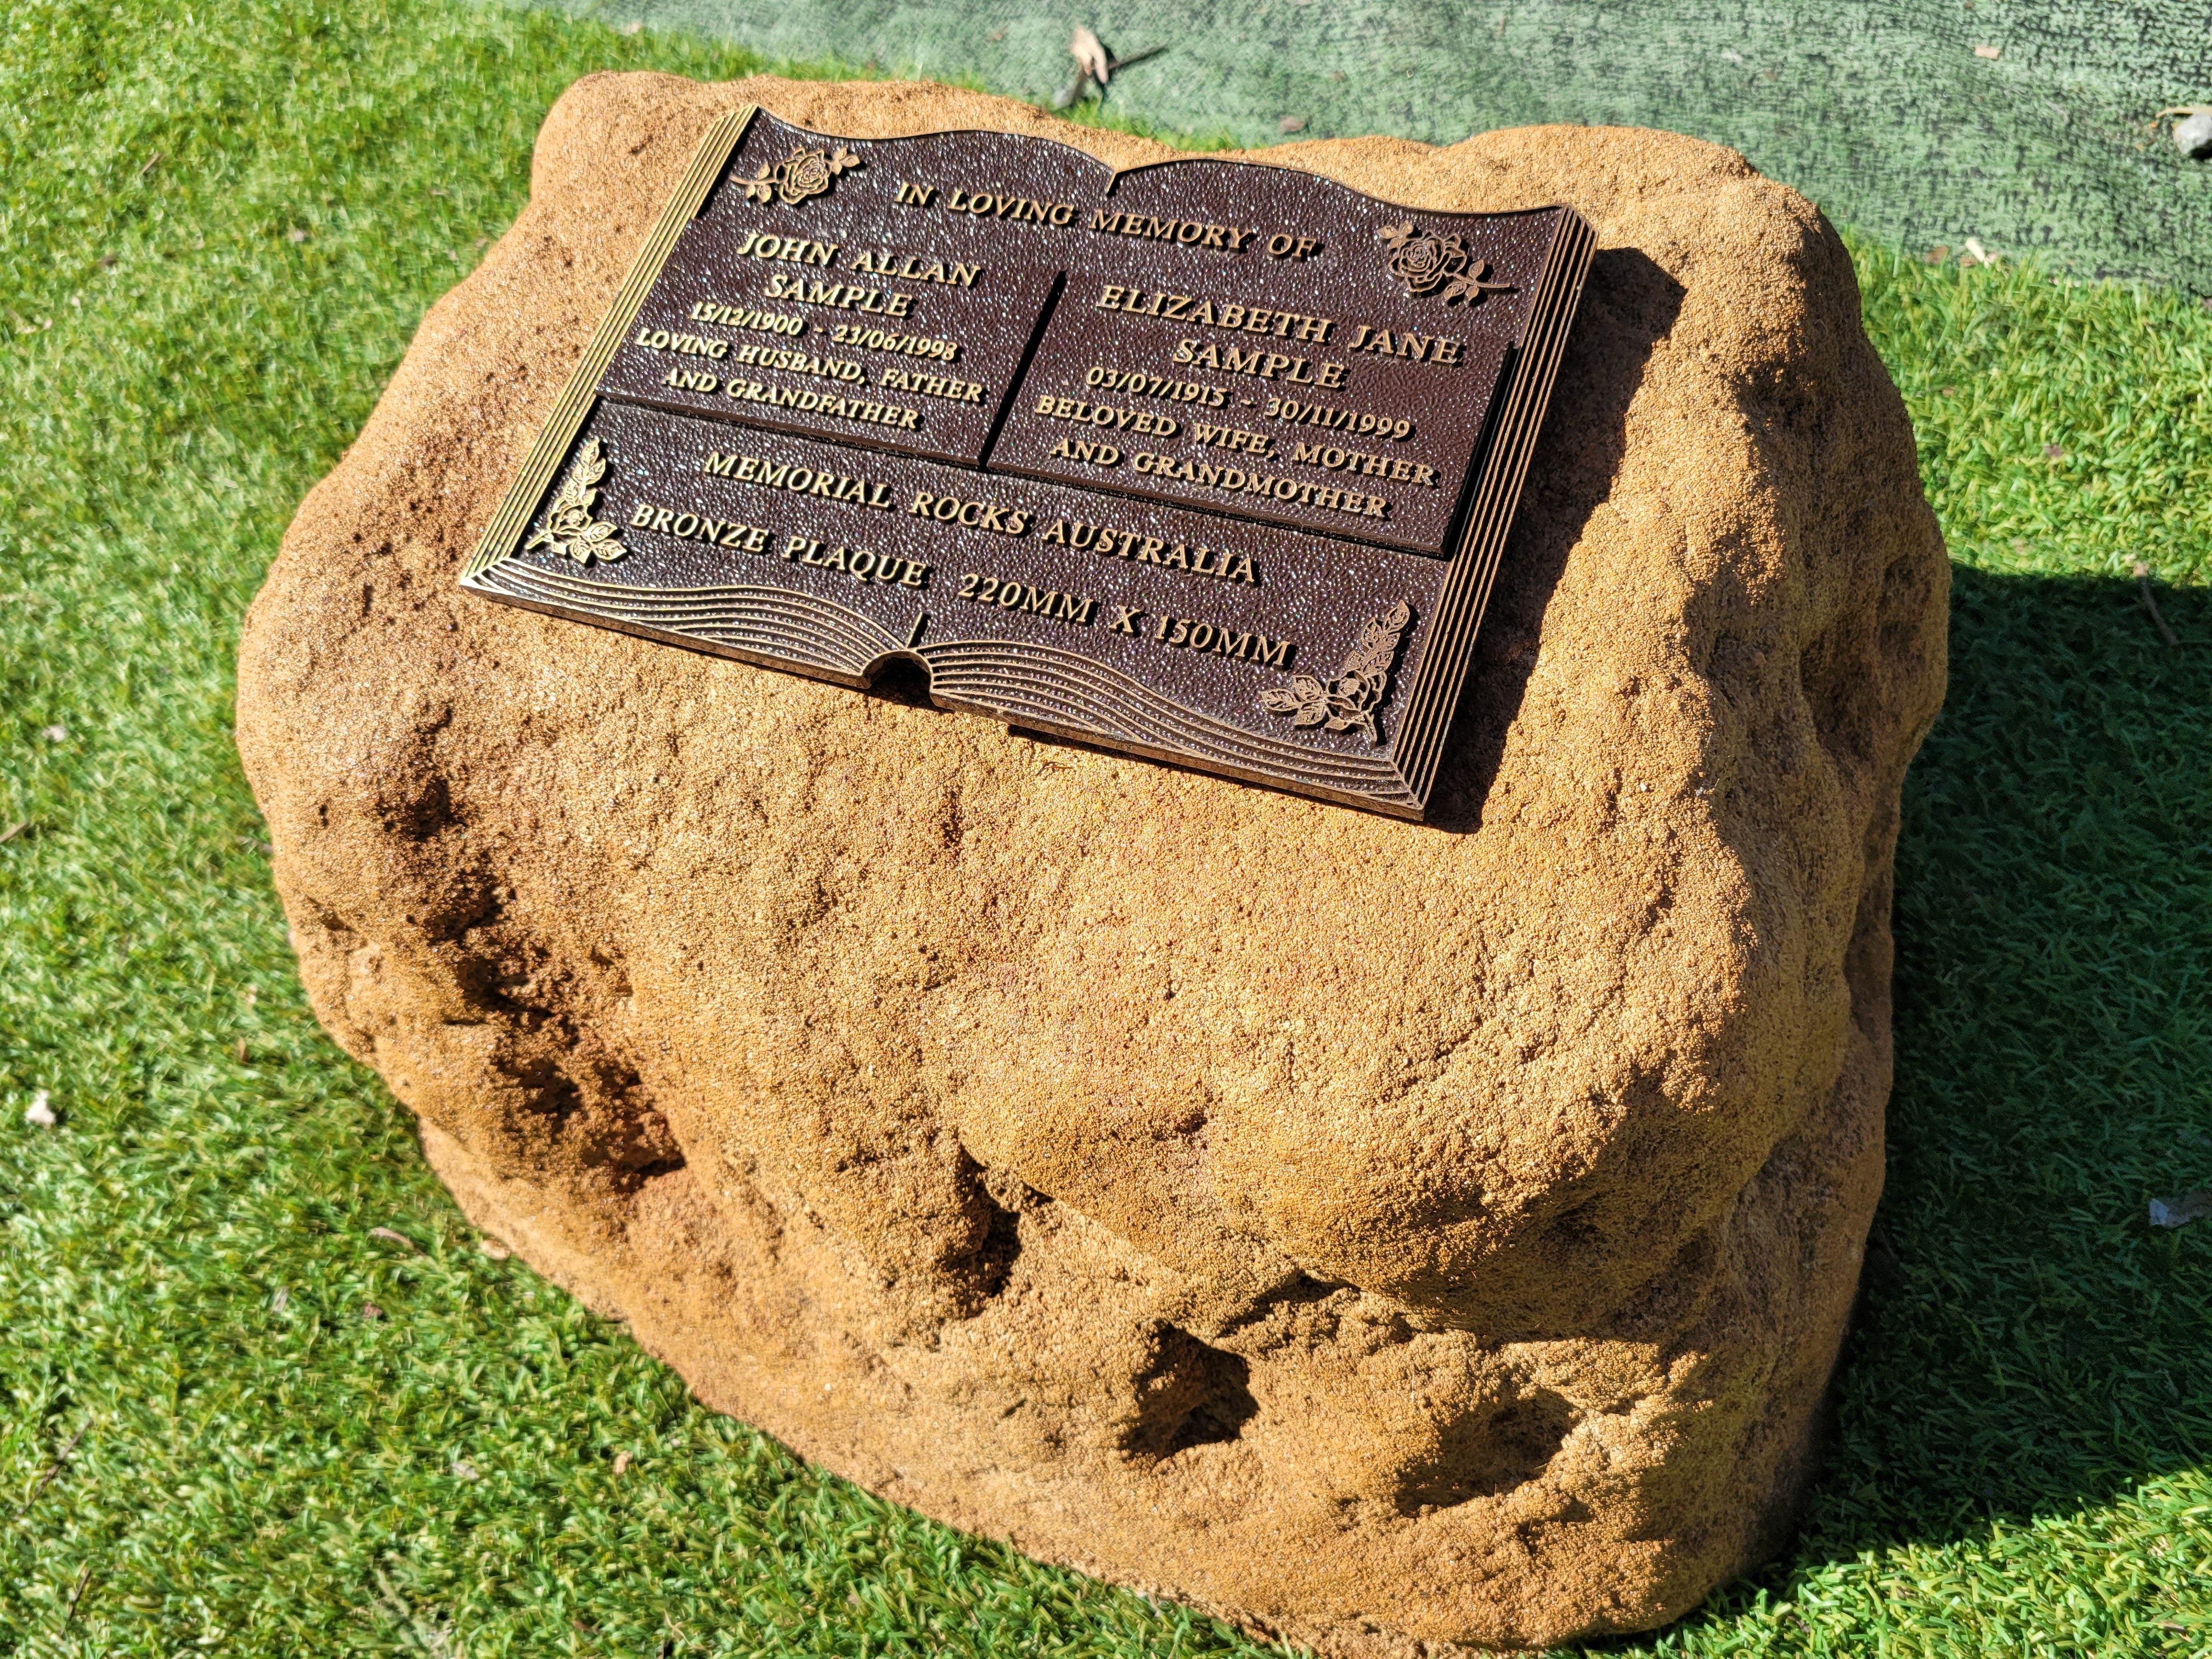 IN LOVING MEMORY OF
JOHN ALLAN
SAMPLE
15/12/1900 - 23/06/1998
LOVING HUSBAND, FATHER
AND GRANDFATHER
ELIZABETH JANE
SAMPLE
03/07/1915 - 30/11/1999
BELOVED WIFE, MOTHER
AND GRANDMOTHER
MEMORIAL ROCKS AUSTRALIA
BRONZE PLAQUE 220MM X 150MM